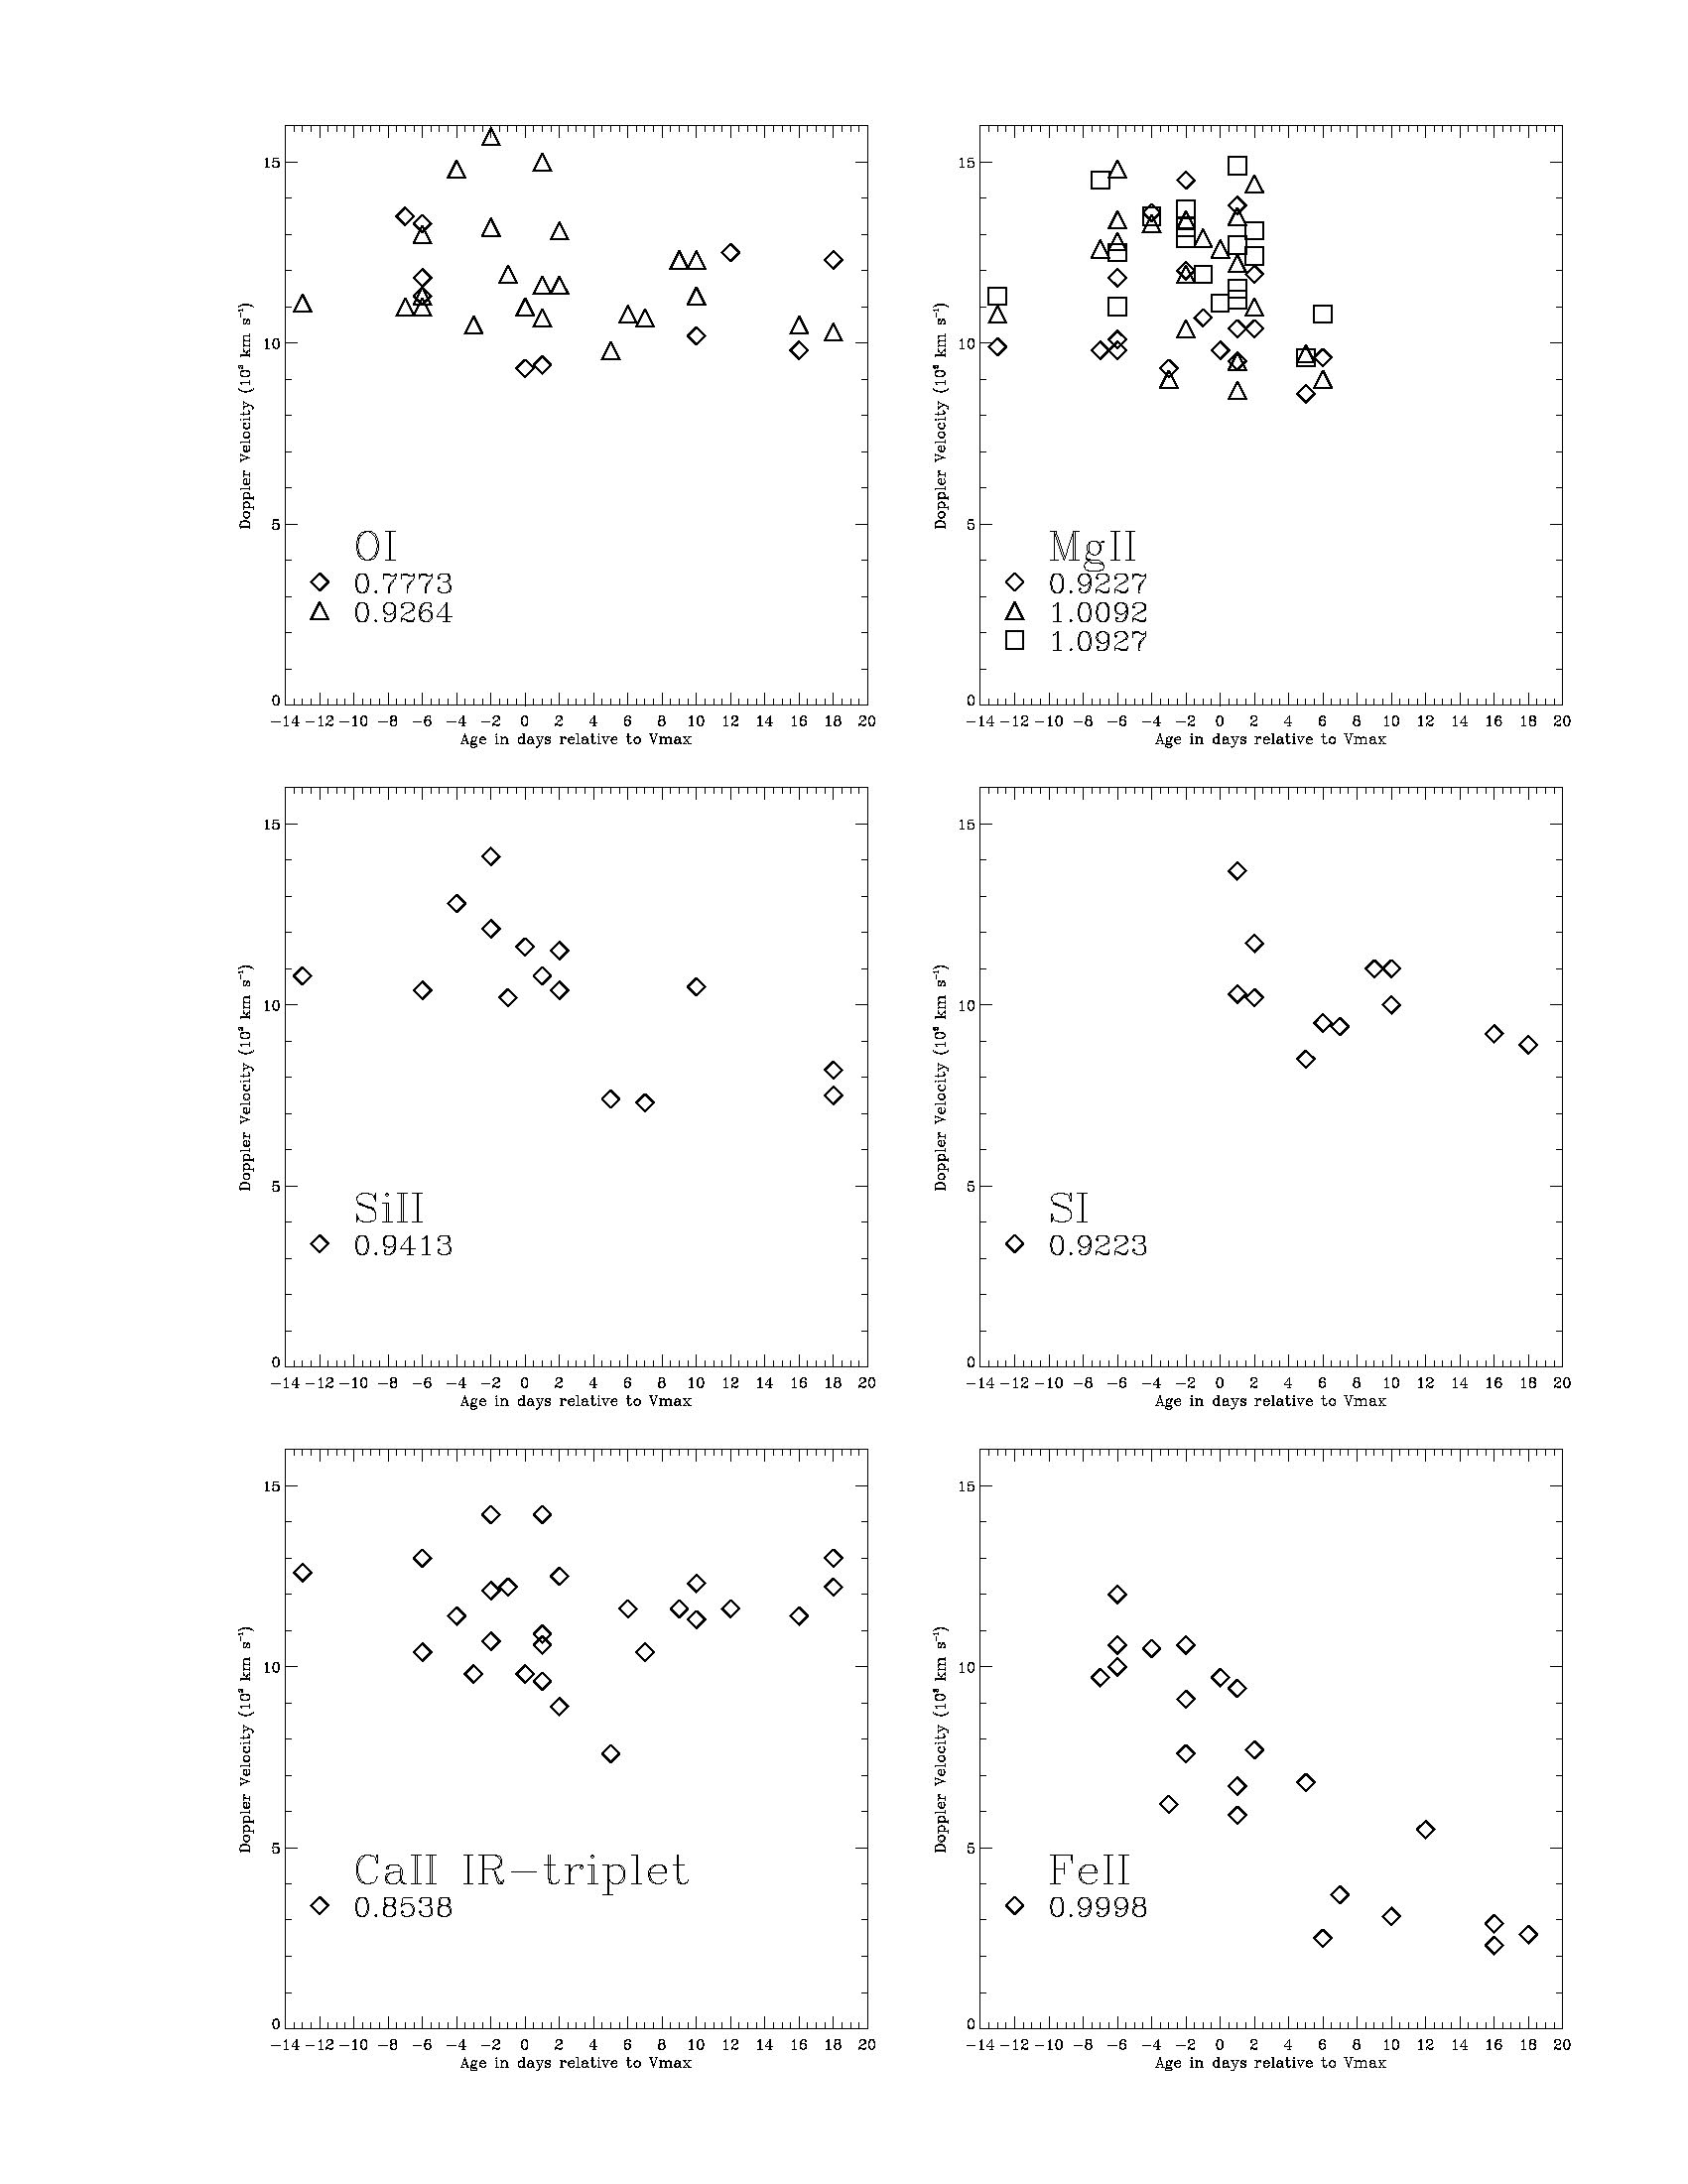 15
10
5
0
Doppler Velocity (10³ km s⁻¹)
OI
0.7773
0.9264
−14 −12 −10 −8 −6 −4 −2 0 2 4 6 8 10 12 14 16 18 20
Age in days relative to Vmax
15
10
5
0
Doppler Velocity (10³ km s⁻¹)
MgII
0.9227
1.0092
1.0927
−14 −12 −10 −8 −6 −4 −2 0 2 4 6 8 10 12 14 16 18 20
Age in days relative to Vmax
15
10
5
0
Doppler Velocity (10³ km s⁻¹)
SiII
0.9413
−14 −12 −10 −8 −6 −4 −2 0 2 4 6 8 10 12 14 16 18 20
Age in days relative to Vmax
15
10
5
0
Doppler Velocity (10³ km s⁻¹)
SI
0.9223
−14 −12 −10 −8 −6 −4 −2 0 2 4 6 8 10 12 14 16 18 20
Age in days relative to Vmax
15
10
5
0
Doppler Velocity (10³ km s⁻¹)
CaII IR−triplet
0.8538
−14 −12 −10 −8 −6 −4 −2 0 2 4 6 8 10 12 14 16 18 20
Age in days relative to Vmax
15
10
5
0
Doppler Velocity (10³ km s⁻¹)
FeII
0.9998
−14 −12 −10 −8 −6 −4 −2 0 2 4 6 8 10 12 14 16 18 20
Age in days relative to Vmax